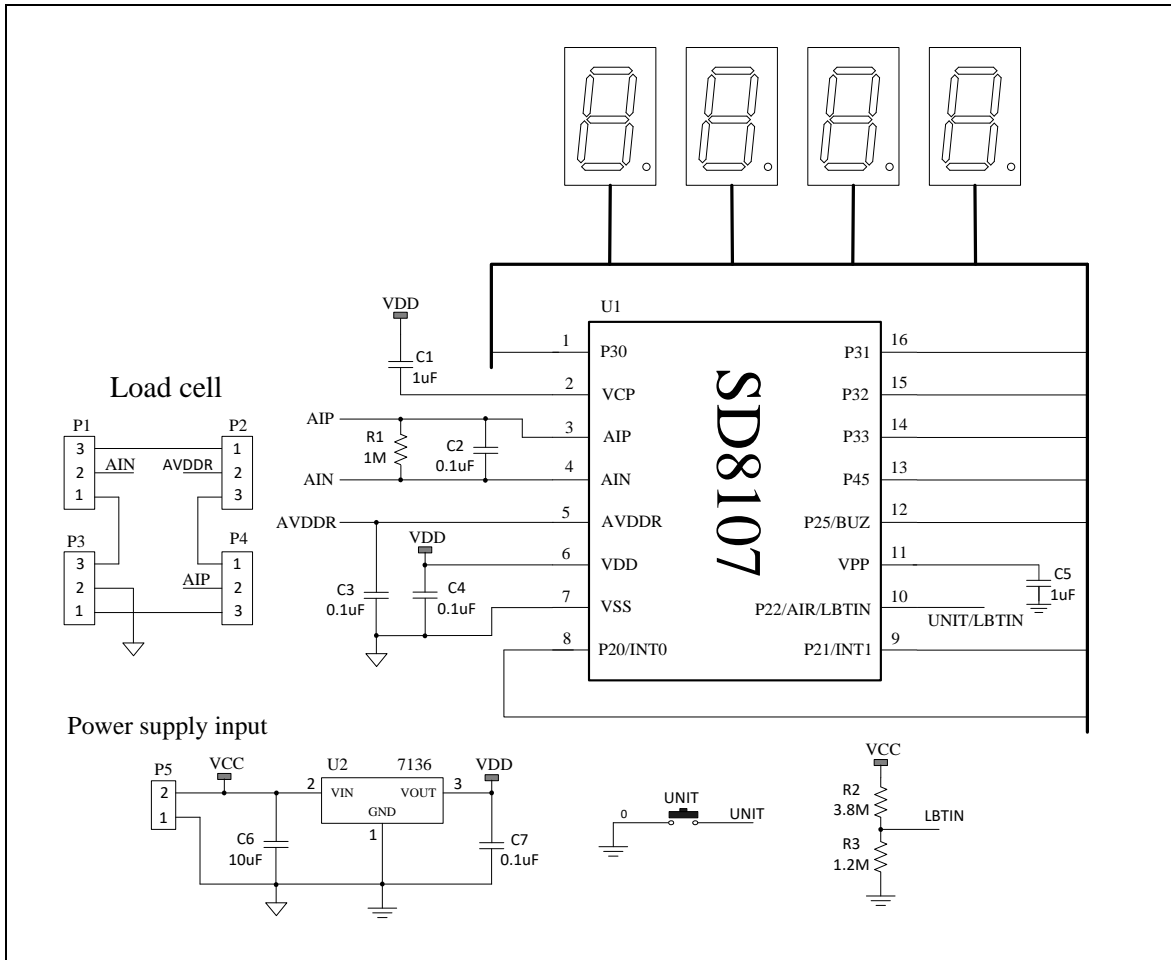 U1
SD8107
1 P30
2 VCP
3 AIP
4 AIN
5 AVDDR
6 VDD
7 VSS
8 P20/INT0
P31 16
P32 15
P33 14
P45 13
P25/BUZ 12
VPP 11
P22/AIR/LBTIN 10
P21/INT1 9
VDD
C1
1uF
AIP
R1
1M
C2
0.1uF
AIN
AVDDR
VDD
C3
0.1uF
C4
0.1uF
C5
1uF
UNIT/LBTIN
Load cell
P1
3
2
1
AIN
P2
1
2
3
AVDDR
P3
3
2
1
P4
1
2
3
AIP
Power supply input
P5
2
1
VCC
C6
10uF
U2 7136
2 VIN VOUT 3
GND
1
VDD
C7
0.1uF
0
UNIT
UNIT
VCC
R2
3.8M
LBTIN
R3
1.2M